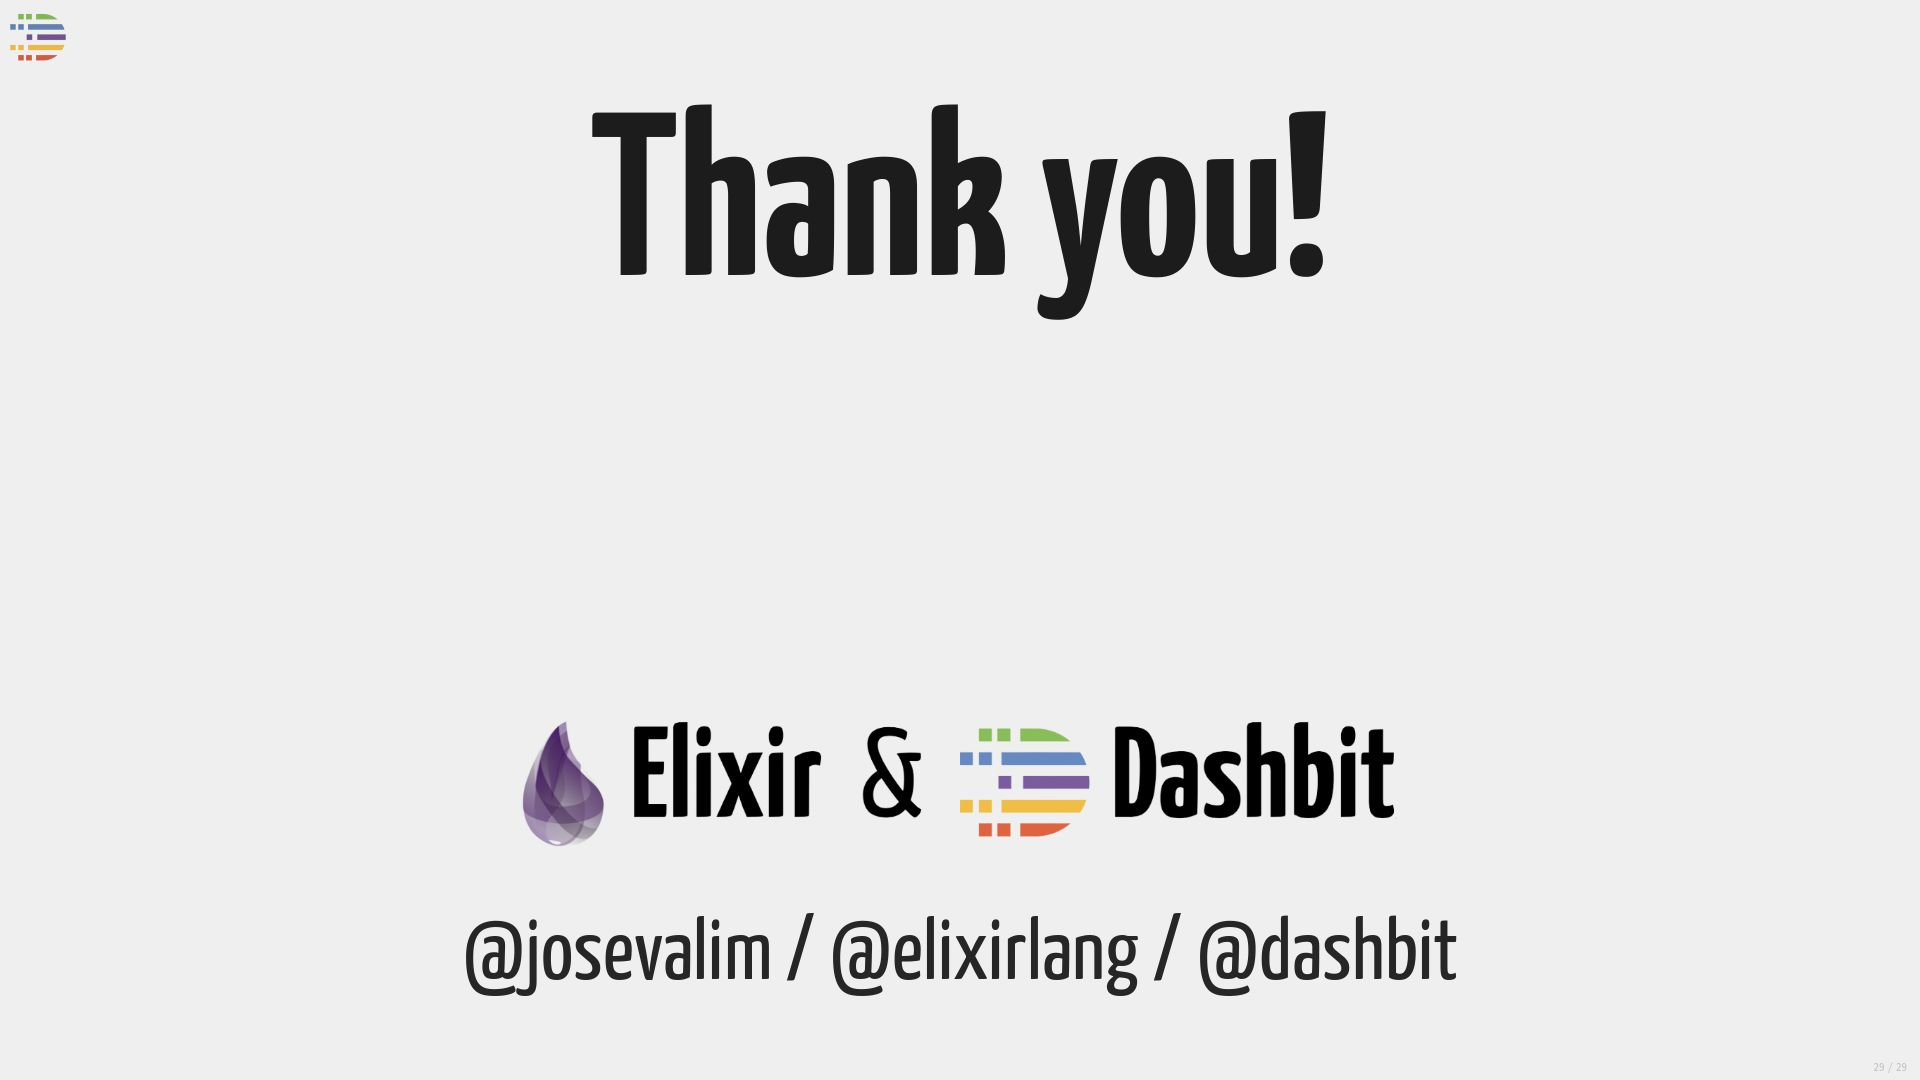 Thank you!
Elixir & Dashbit
@josevalim / @elixirlang / @dashbit
29 / 29